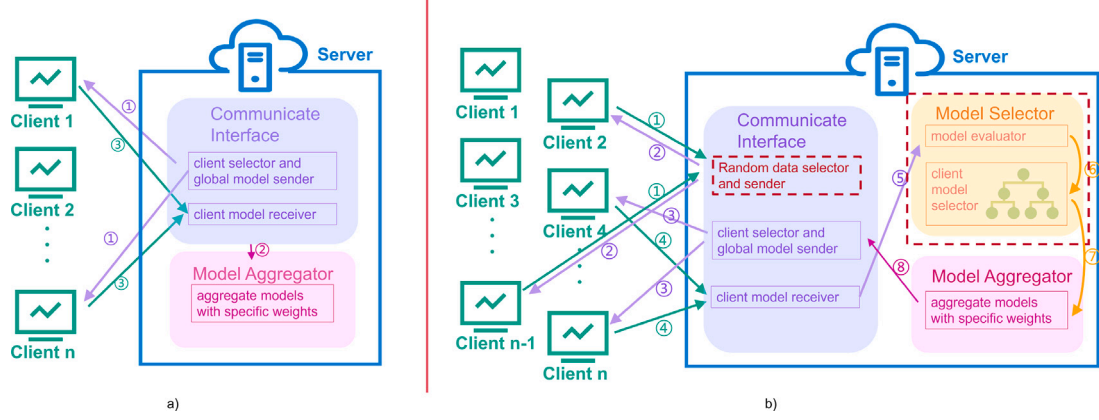 Server
Client 1
Client 2
Client n
①
③
①
③
Communicate
Interface
client selector and
global model sender
client model receiver
②
Model Aggregator
aggregate models
with specific weights
a)
Server
Client 1
Client 2
Client 3
Client 4
Client n-1
Client n
①
②
①
③
②
④
③
④
Communicate
Interface
Random data selector
and sender
client selector and
global model sender
client model receiver
⑤
Model Selector
model evaluator
⑥
client
model
selector
⑦
⑧
Model Aggregator
aggregate models
with specific weights
b)